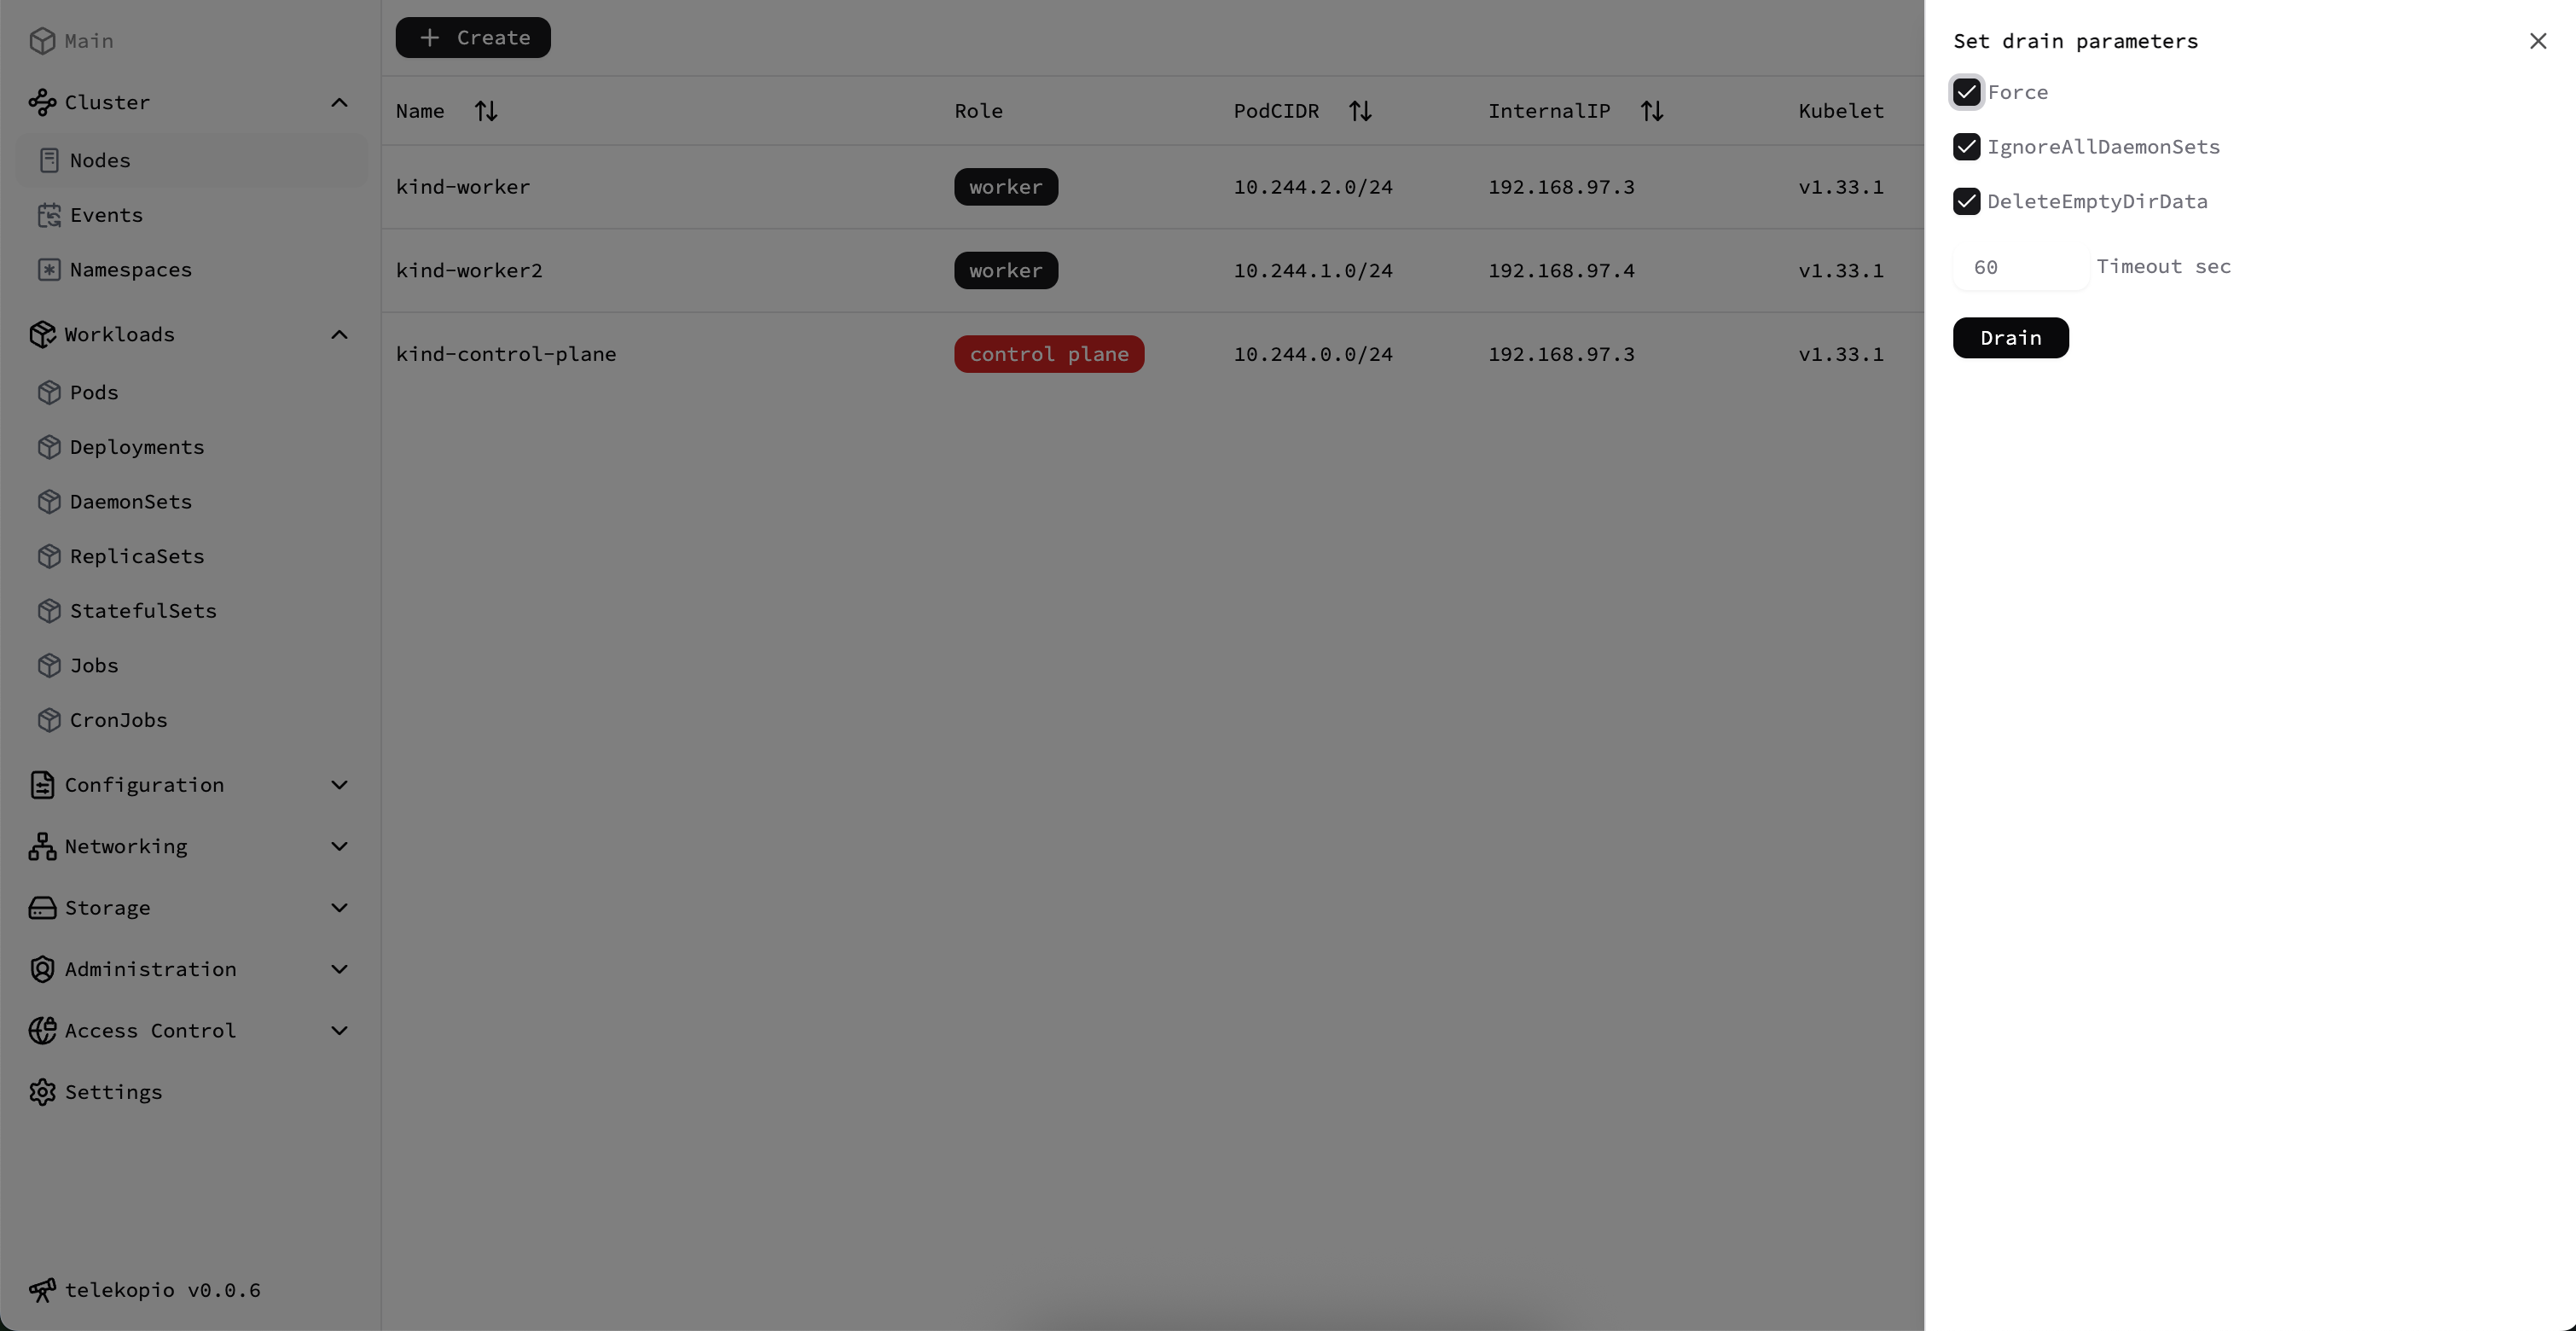 Main
Cluster
Nodes
Events
Namespaces
Workloads
Pods
Deployments
DaemonSets
ReplicaSets
StatefulSets
Jobs
CronJobs
Configuration
Networking
Storage
Administration
Access Control
Settings
telekopio v0.0.6
Create
Name Role PodCIDR InternalIP Kubelet
kind-worker worker 10.244.2.0/24 192.168.97.3 v1.33.1
kind-worker2 worker 10.244.1.0/24 192.168.97.4 v1.33.1
kind-control-plane control plane 10.244.0.0/24 192.168.97.3 v1.33.1
Set drain parameters
Force
IgnoreAllDaemonSets
DeleteEmptyDirData
60 Timeout sec
Drain